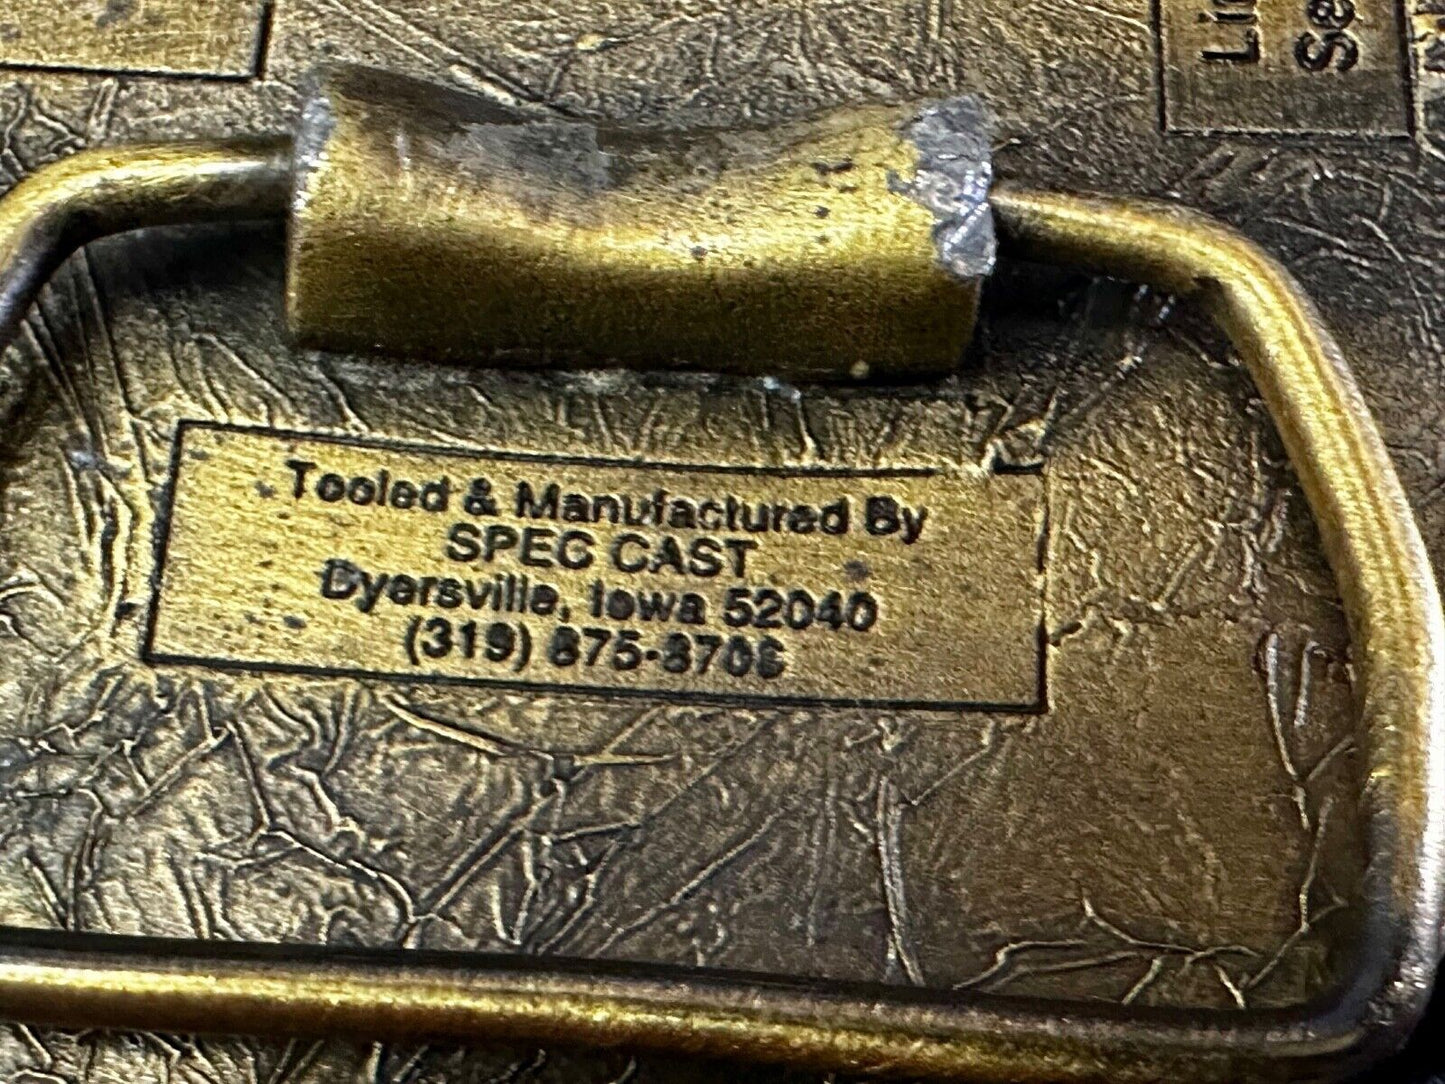 Tooled & Manufactured By
SPEC CAST
Dyersville, Iowa 52040
(319) 875-8706